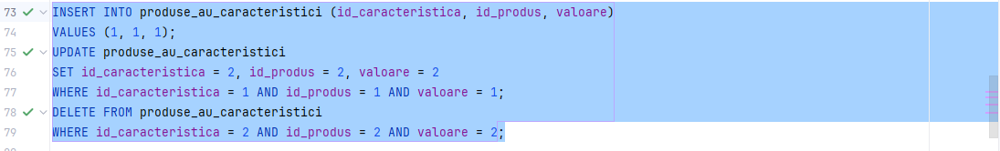 73 INSERT INTO produse_au_caracteristici (id_caracteristica, id_produs, valoare)
74 VALUES (1, 1, 1);
75 UPDATE produse_au_caracteristici
76 SET id_caracteristica = 2, id_produs = 2, valoare = 2
77 WHERE id_caracteristica = 1 AND id_produs = 1 AND valoare = 1;
78 DELETE FROM produse_au_caracteristici
79 WHERE id_caracteristica = 2 AND id_produs = 2 AND valoare = 2;